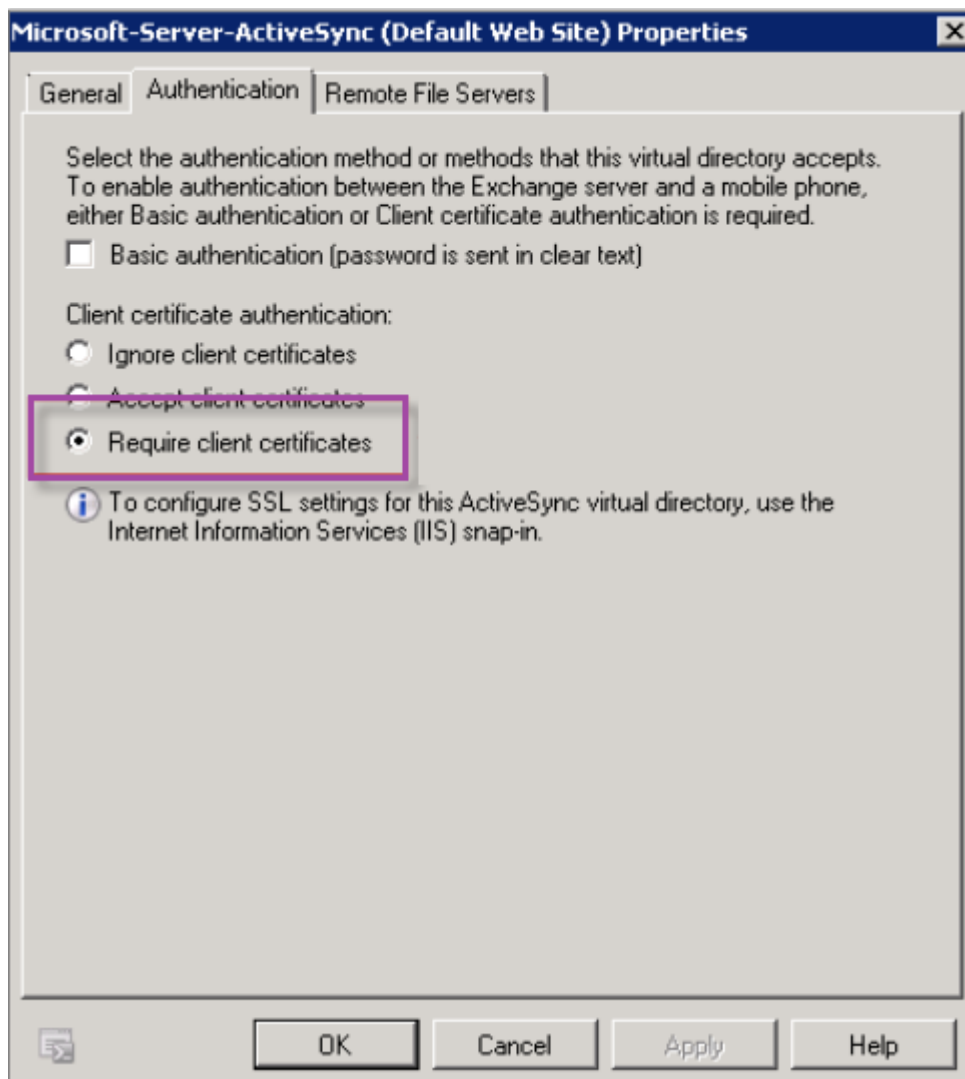 Microsoft-Server-ActiveSync (Default Web Site) Properties
General Authentication Remote File Servers
Select the authentication method or methods that this virtual directory accepts.
To enable authentication between the Exchange server and a mobile phone,
either Basic authentication or Client certificate authentication is required.
Basic authentication (password is sent in clear text)
Client certificate authentication:
Ignore client certificates
Accept client certificates
Require client certificates
To configure SSL settings for this ActiveSync virtual directory, use the
Internet Information Services (IIS) snap-in.
OK Cancel Apply Help